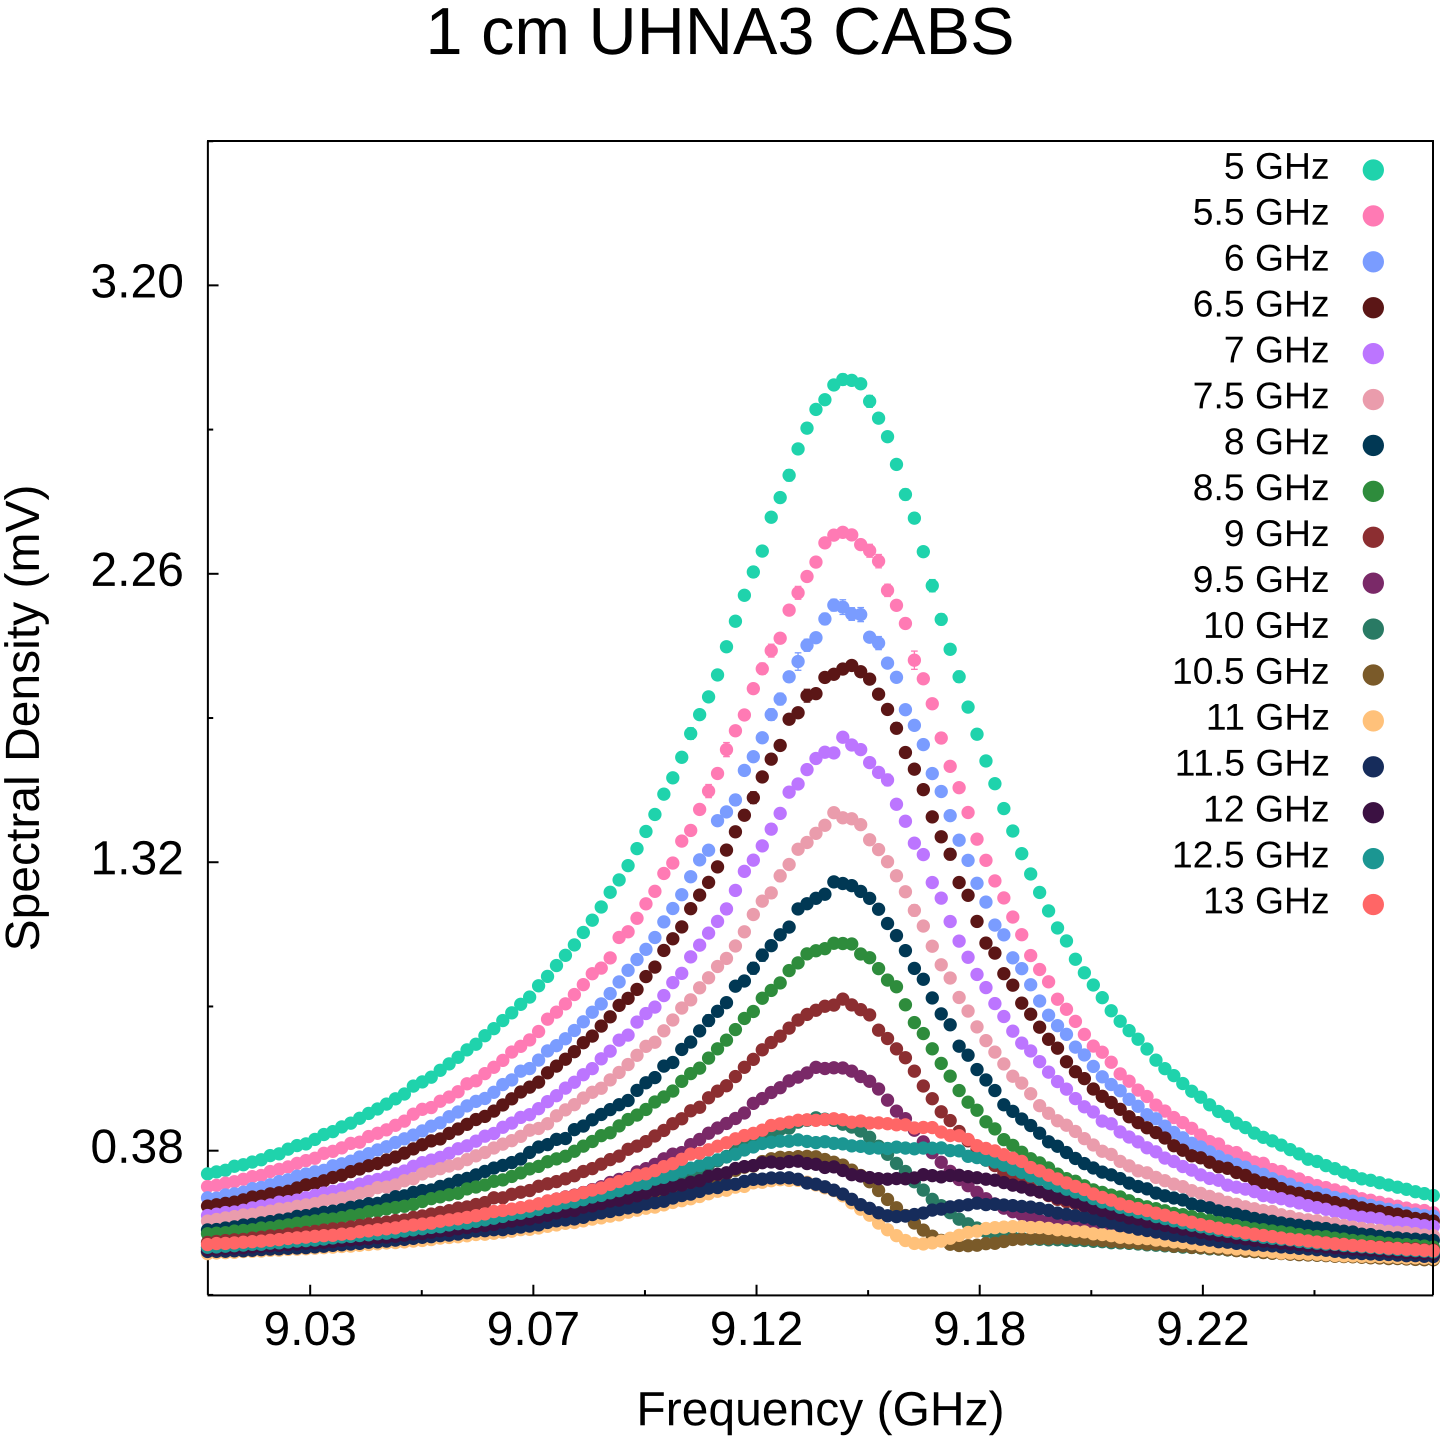 1 cm UHNA3 CABS
5 GHz
5.5 GHz
6 GHz
6.5 GHz
7 GHz
7.5 GHz
8 GHz
8.5 GHz
9 GHz
9.5 GHz
10 GHz
10.5 GHz
11 GHz
11.5 GHz
12 GHz
12.5 GHz
13 GHz
3.20
2.26
1.32
0.38
Spectral Density (mV)
9.03 9.07 9.12 9.18 9.22
Frequency (GHz)